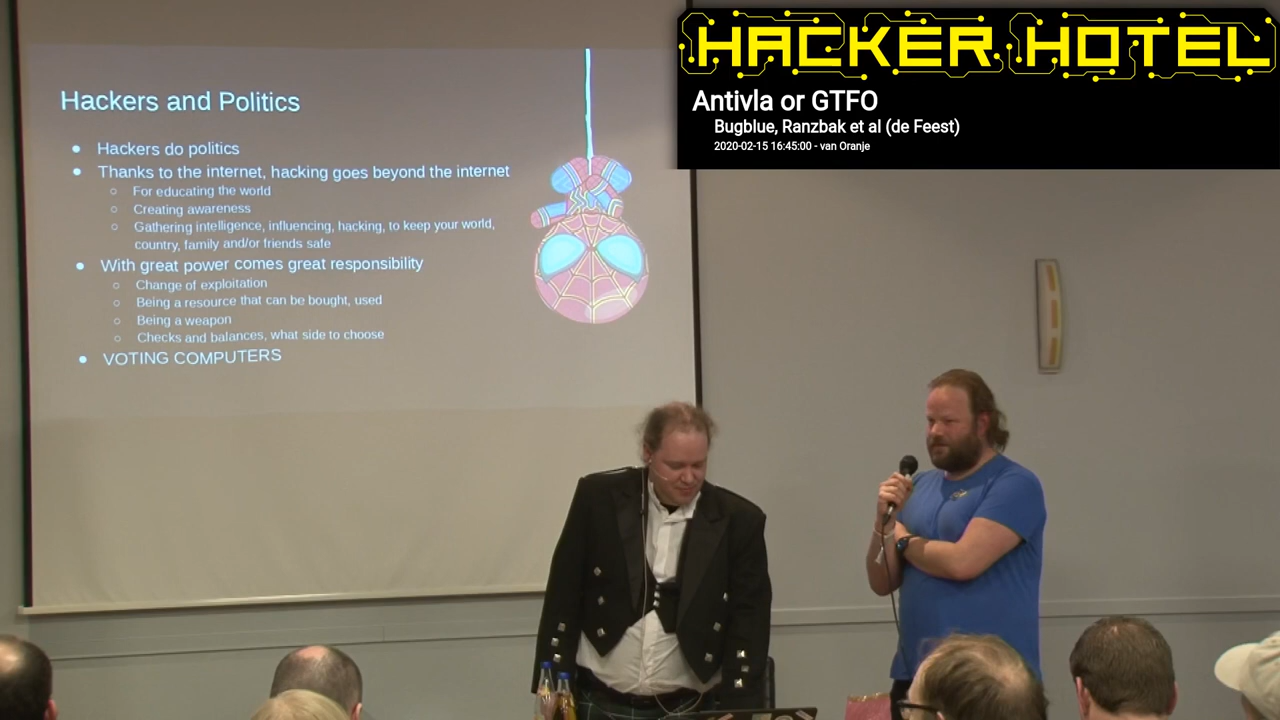 HACKER HOTEL
Antivla or GTFO
Bugblue, Ranzbak et al (de Feest)
2020-02-15 16:45:00 - van Oranje
Hackers and Politics
● Hackers do politics
● Thanks to the internet, hacking goes beyond the internet
○ For educating the world
○ Creating awareness
○ Gathering intelligence, influencing, hacking, to keep your world,
country, family and/or friends safe
● With great power comes great responsibility
○ Change of exploitation
○ Being a resource that can be bought, used
○ Being a weapon
○ Checks and balances, what side to choose
● VOTING COMPUTERS